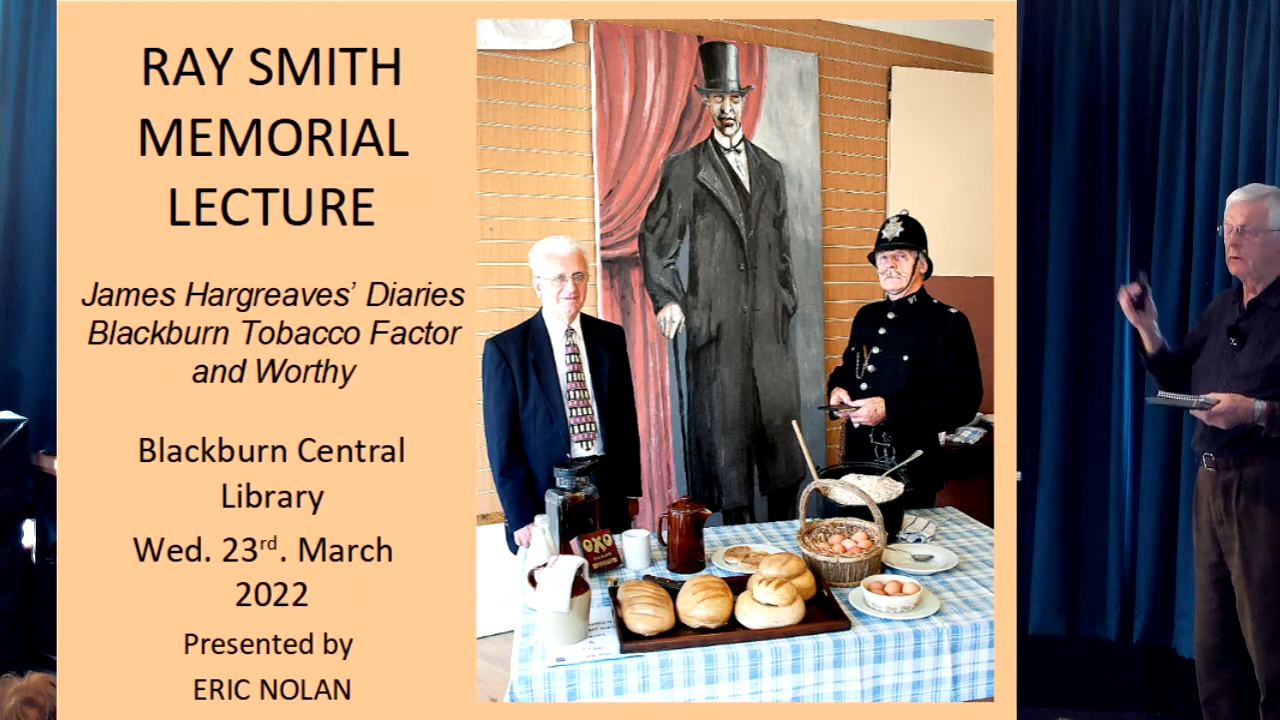 RAY SMITH
MEMORIAL
LECTURE
James Hargreaves’ Diaries
Blackburn Tobacco Factor
and Worthy
Blackburn Central
Library
Wed. 23rd. March
2022
Presented by
ERIC NOLAN
OXO